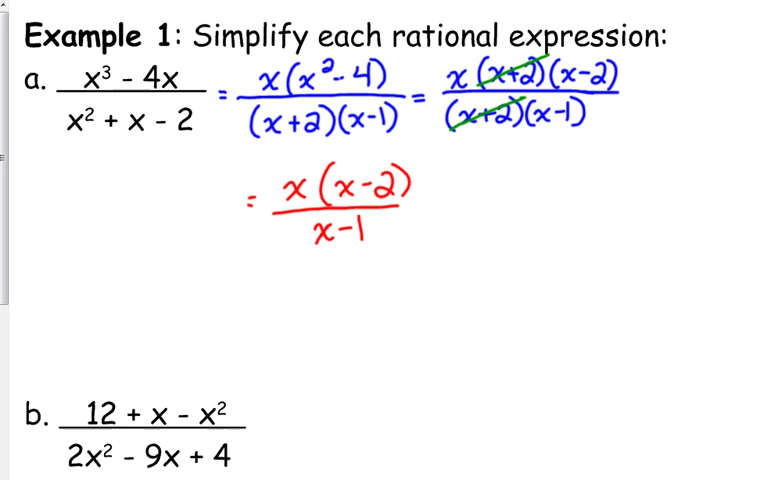 Example 1: Simplify each rational expression:
a. x³ - 4x / x² + x - 2 = x(x² - 4) / (x+2)(x-1) = x(x+2)(x-2) / (x+2)(x-1)
= x(x-2) / x-1
b. 12 + x - x² / 2x² - 9x + 4